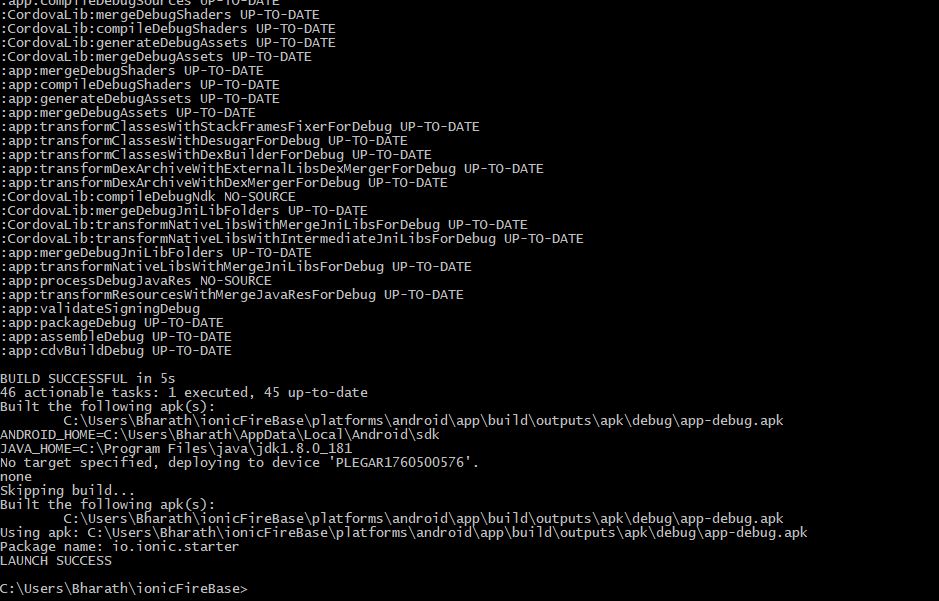 :app:compileDebugSources UP-TO-DATE
:CordovaLib:mergeDebugShaders UP-TO-DATE
:CordovaLib:compileDebugShaders UP-TO-DATE
:CordovaLib:generateDebugAssets UP-TO-DATE
:CordovaLib:mergeDebugAssets UP-TO-DATE
:app:mergeDebugShaders UP-TO-DATE
:app:compileDebugShaders UP-TO-DATE
:app:generateDebugAssets UP-TO-DATE
:app:mergeDebugAssets UP-TO-DATE
:app:transformClassesWithStackFramesFixerForDebug UP-TO-DATE
:app:transformClassesWithDesugarForDebug UP-TO-DATE
:app:transformClassesWithDexBuilderForDebug UP-TO-DATE
:app:transformDexArchiveWithExternalLibsDexMergerForDebug UP-TO-DATE
:app:transformDexArchiveWithDexMergerForDebug UP-TO-DATE
:CordovaLib:compileDebugNdk NO-SOURCE
:CordovaLib:mergeDebugJniLibFolders UP-TO-DATE
:CordovaLib:transformNativeLibsWithMergeJniLibsForDebug UP-TO-DATE
:CordovaLib:transformNativeLibsWithIntermediateJniLibsForDebug UP-TO-DATE
:app:mergeDebugJniLibFolders UP-TO-DATE
:app:transformNativeLibsWithMergeJniLibsForDebug UP-TO-DATE
:app:processDebugJavaRes NO-SOURCE
:app:transformResourcesWithMergeJavaResForDebug UP-TO-DATE
:app:validateSigningDebug
:app:packageDebug UP-TO-DATE
:app:assembleDebug UP-TO-DATE
:app:cdvBuildDebug UP-TO-DATE
BUILD SUCCESSFUL in 5s
46 actionable tasks: 1 executed, 45 up-to-date
Built the following apk(s):
C:\Users\Bharath\ionicFireBase\platforms\android\app\build\outputs\apk\debug\app-debug.apk
ANDROID_HOME=C:\Users\Bharath\AppData\Local\Android\sdk
JAVA_HOME=C:\Program Files\java\jdk1.8.0_181
No target specified, deploying to device 'PLEGAR1760500576'.
none
Skipping build...
Built the following apk(s):
C:\Users\Bharath\ionicFireBase\platforms\android\app\build\outputs\apk\debug\app-debug.apk
Using apk: C:\Users\Bharath\ionicFireBase\platforms\android\app\build\outputs\apk\debug\app-debug.apk
Package name: io.ionic.starter
LAUNCH SUCCESS
C:\Users\Bharath\ionicFireBase>